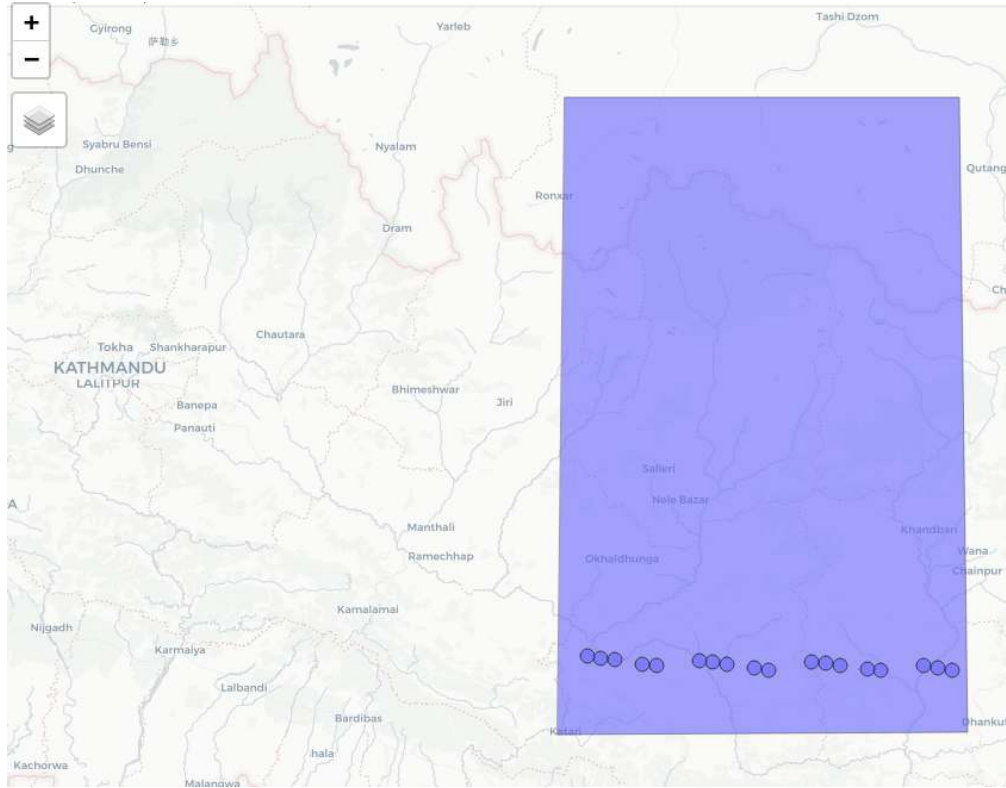 +
−
Gyirong
萨勒乡
Yarleb
Tashi Dzom
Syabru Bensi
Dhunche
Nyalam
Qutang
Ronxar
Dram
Ch
Tokha
Shankharapur
Chautara
KATHMANDU
LALITPUR
Bhimeshwar
Jiri
Banepa
Panauti
Salleri
Nele Bazar
A
Manthali
Khandbari
Ramechhap
Okhaldhunga
Wana
Chainpur
Kamalamai
Nijgadh
Karmaiya
Lalbandi
Bardibas
Katari
Dhankut
hala
Kachorwa
Malangwa